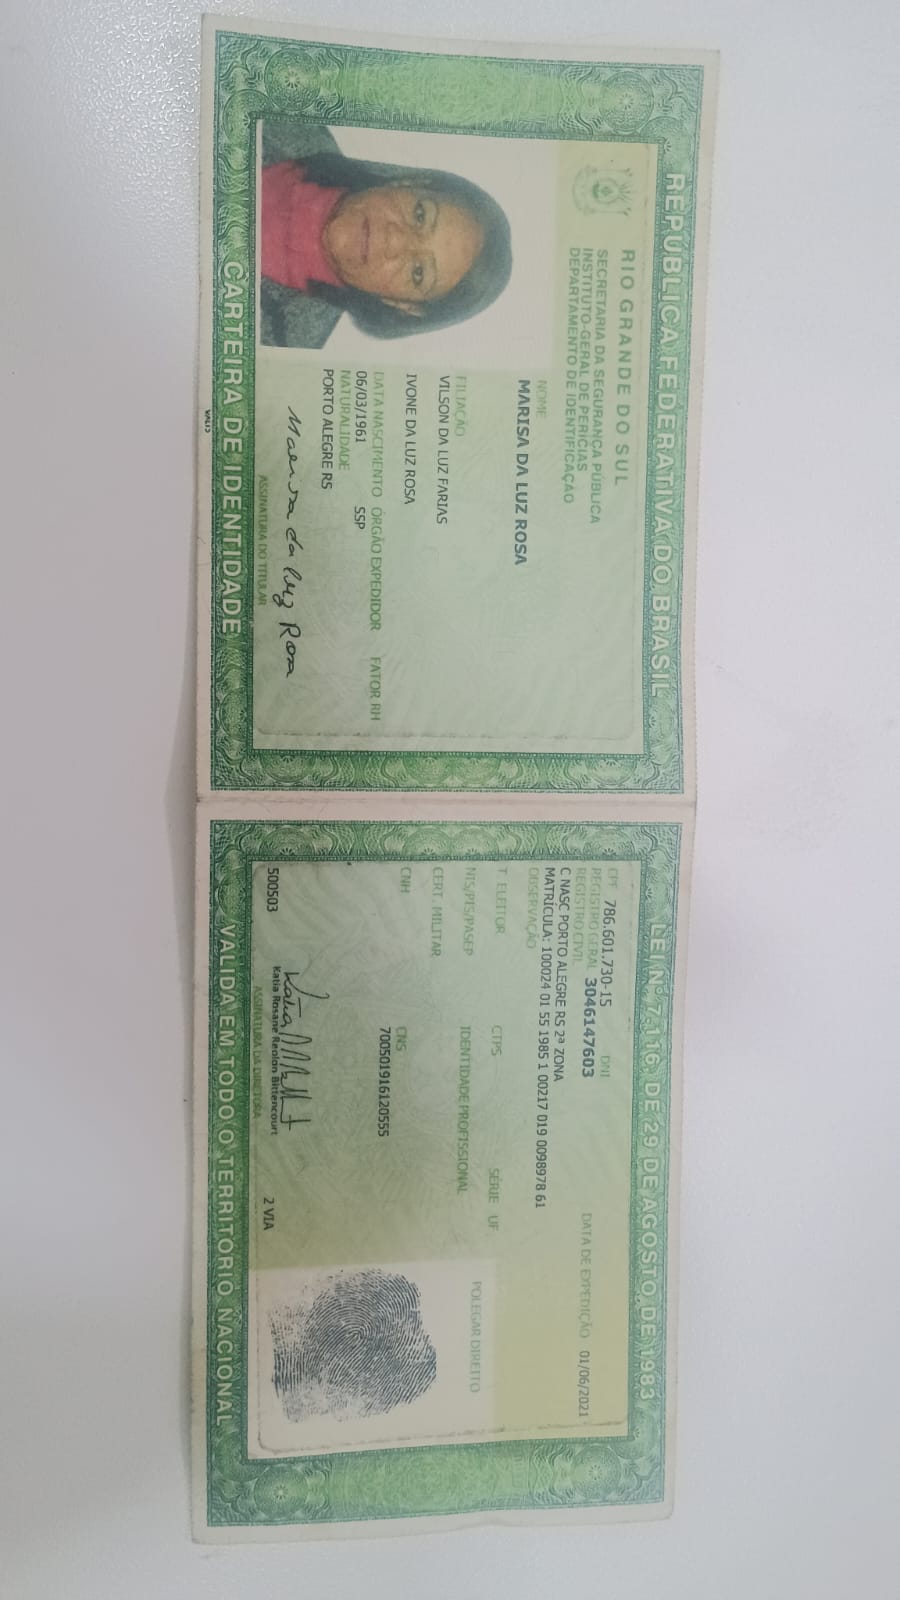 REPÚBLICA FEDERATIVA DO BRASIL
RIO GRANDE DO SUL
SECRETARIA DA SEGURANÇA PÚBLICA
INSTITUTO-GERAL DE PERÍCIAS
DEPARTAMENTO DE IDENTIFICAÇÃO
NOME
MARISA DA LUZ ROSA
FILIAÇÃO
VILSON DA LUZ FARIAS
IVONE DA LUZ ROSA
DATA NASCIMENTO ÓRGÃO EXPEDIDOR FATOR RH
06/03/1961 SSP
NATURALIDADE
PORTO ALEGRE RS
Marisa da luz Rosa
ASSINATURA DO TITULAR
CARTEIRA DE IDENTIDADE
LEI Nº 7.116, DE 29 DE AGOSTO DE 1983
CPF 786.601.730-15 DNI
REGISTRO GERAL 3046147603 DATA DE EXPEDIÇÃO 01/06/2021
REGISTRO CIVIL
C NASC PORTO ALEGRE RS 2ª ZONA
MATRÍCULA: 100024 01 55 1985 1 00217 019 0098978 61
OBSERVAÇÃO
T. ELEITOR CTPS SÉRIE UF
NIS/PIS/PASEP IDENTIDADE PROFISSIONAL POLEGAR DIREITO
CERT. MILITAR
CNH CNS
700501916120555
Katia Rosane Reolon Bittencourt
500503 2 VIA
ASSINATURA DA DIRETORA
VÁLIDA EM TODO O TERRITÓRIO NACIONAL